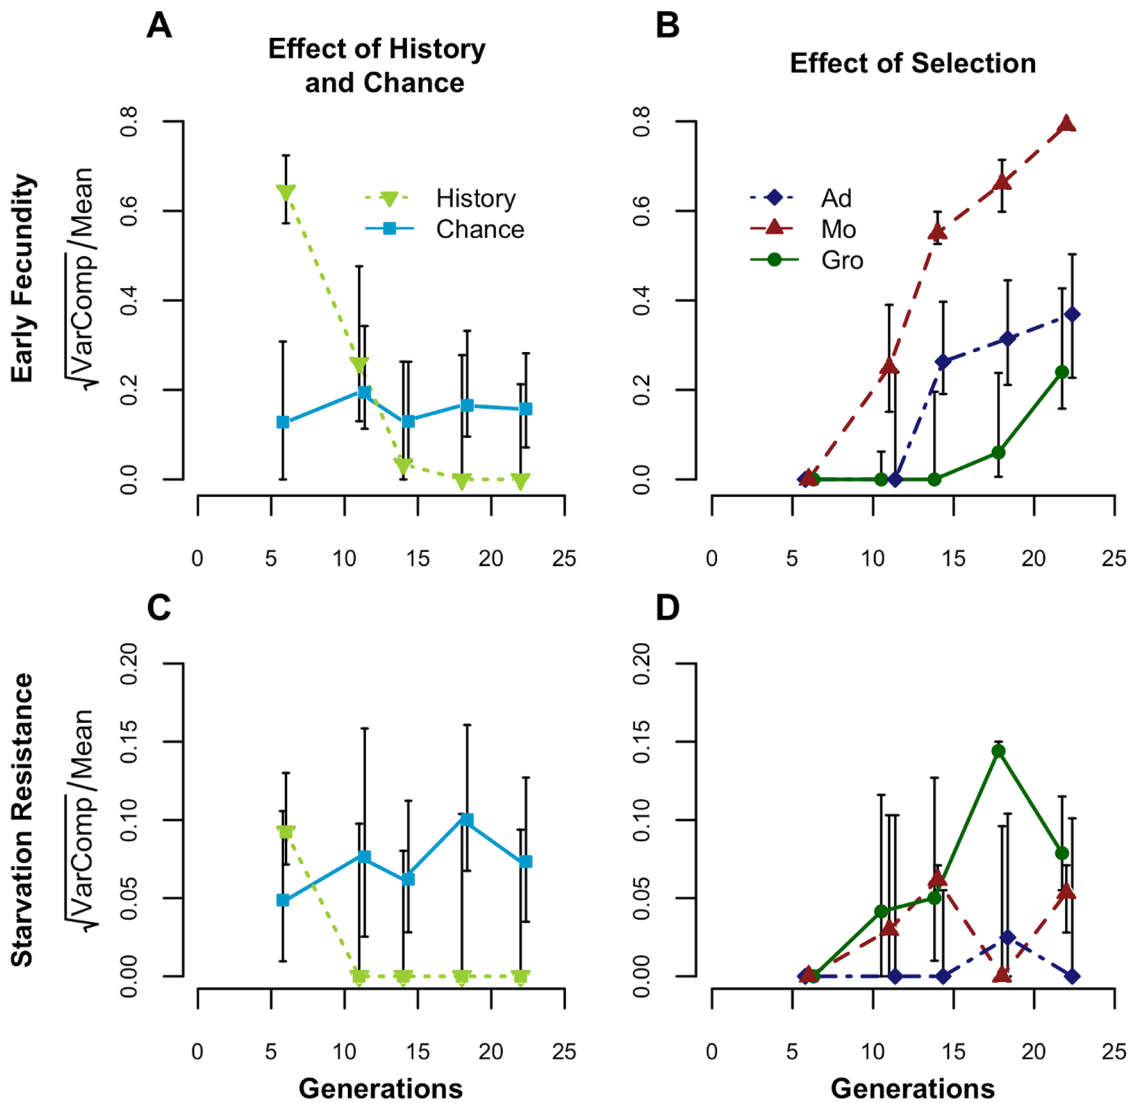 A
Effect of History
and Chance
Early Fecundity
√VarComp/Mean
0.0 0.2 0.4 0.6 0.8
History
Chance
0 5 10 15 20 25
B
Effect of Selection
0.0 0.2 0.4 0.6 0.8
Ad
Mo
Gro
0 5 10 15 20 25
C
Starvation Resistance
√VarComp/Mean
0.00 0.05 0.10 0.15 0.20
0 5 10 15 20 25
Generations
D
0.00 0.05 0.10 0.15 0.20
0 5 10 15 20 25
Generations